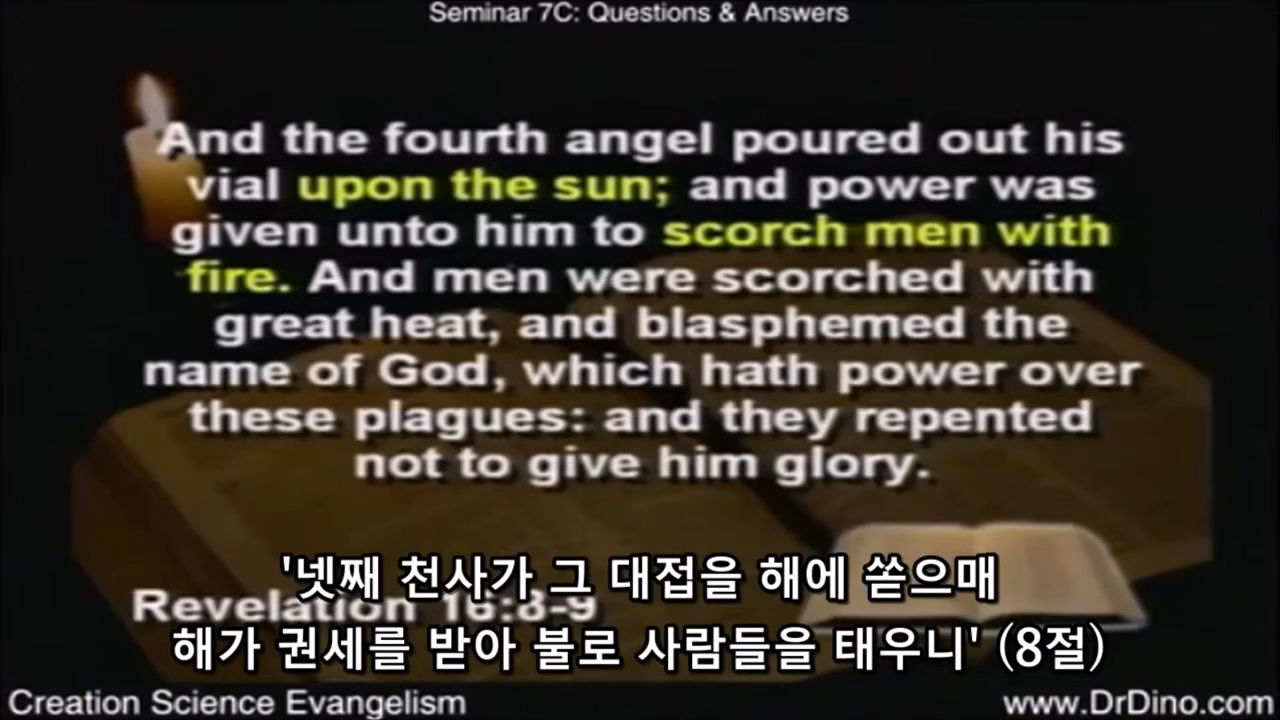 Seminar 7C: Questions & Answers
And the fourth angel poured out his
vial upon the sun; and power was
given unto him to scorch men with
fire. And men were scorched with
great heat, and blasphemed the
name of God, which hath power over
these plagues: and they repented
not to give him glory.
'넷째 천사가 그 대접을 해에 쏟으매
Revelation 16:8-9
해가 권세를 받아 불로 사람들을 태우니' (8절)
Creation Science Evangelism
www.DrDino.com